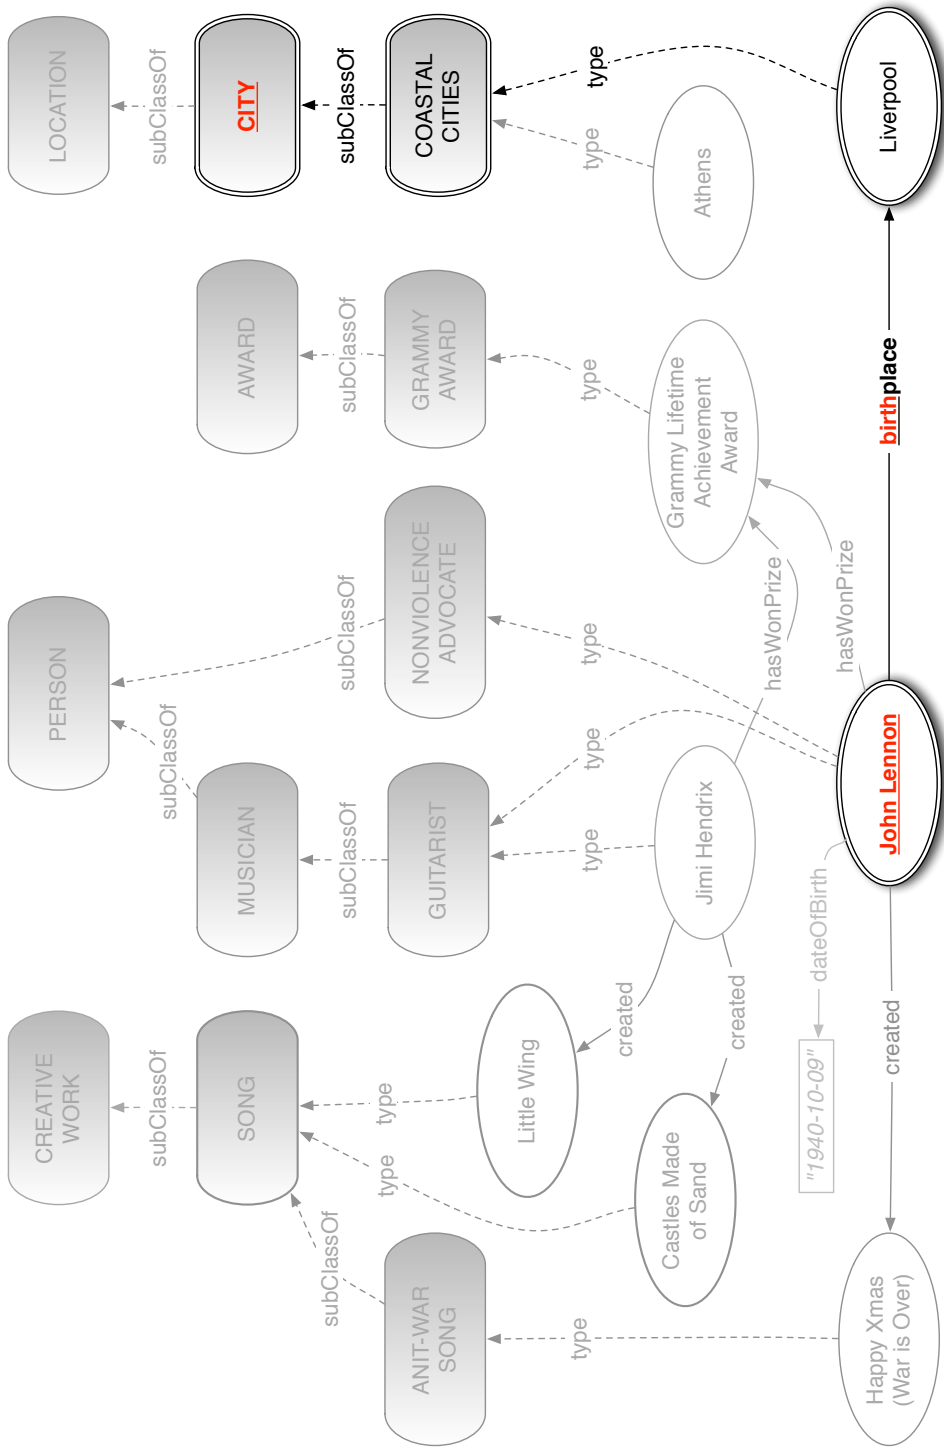 CREATIVE
WORK
PERSON
LOCATION
subClassOf
subClassOf
subClassOf
subClassOf
SONG
MUSICIAN
AWARD
CITY
subClassOf
type
type
subClassOf
subClassOf
subClassOf
ANIT-WAR
SONG
GUITARIST
NONVIOLENCE
ADVOCATE
GRAMMY
AWARD
COASTAL
CITIES
Little Wing
type
created
type
type
type
type
type
type
Castles Made
of Sand
created
Jimi Hendrix
hasWonPrize
Grammy Lifetime
Achievement
Award
Athens
"1940-10-09"
dateOfBirth
hasWonPrize
Happy Xmas
(War is Over)
created
John Lennon
birthplace
Liverpool